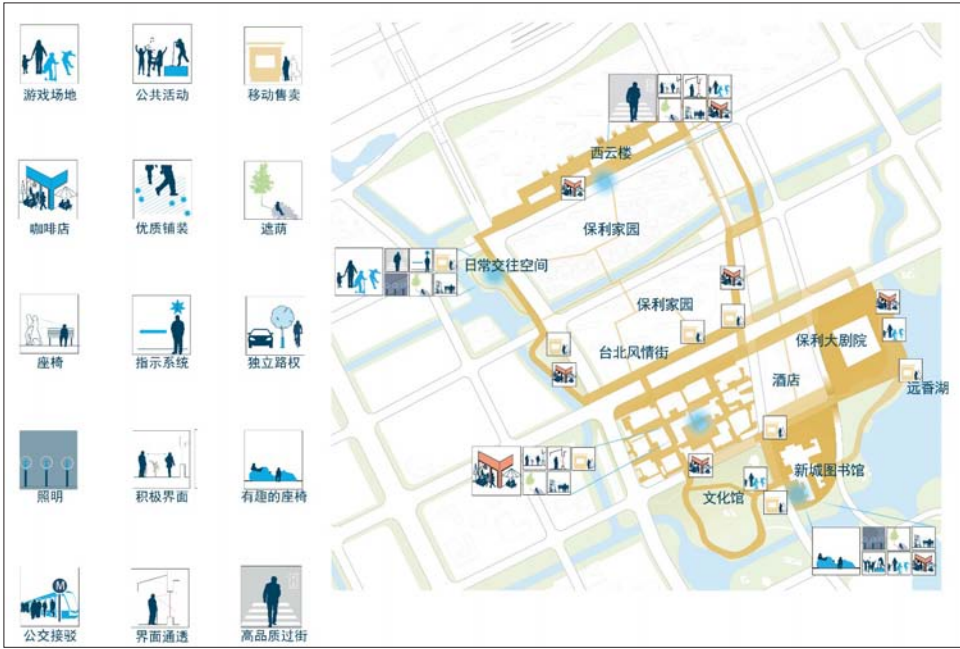 游戏场地
公共活动
移动售卖
咖啡店
优质铺装
遮荫
座椅
指示系统
独立路权
照明
积极界面
有趣的座椅
M
公交接驳
界面通透
高品质过街
西云楼
保利家园
日常交往空间
保利家园
台北风情街
保利大剧院
酒店
远香湖
新城图书馆
文化馆